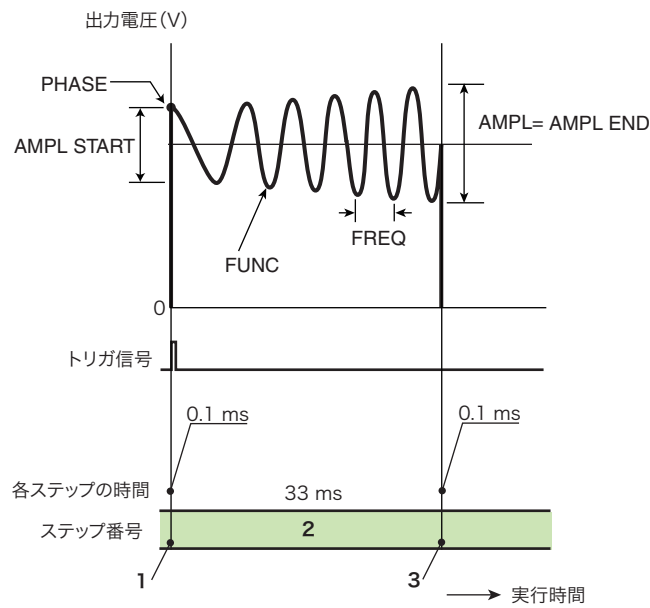 出力電圧(V)
PHASE
AMPL START
AMPL= AMPL END
FREQ
FUNC
0
トリガ信号
0.1 ms
0.1 ms
各ステップの時間
33 ms
ステップ番号
2
1
3
実行時間